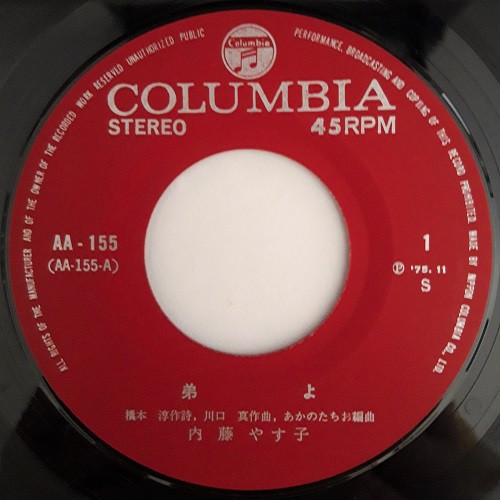 ALL RIGHTS OF THE MANUFACTURER AND OF THE OWNER OF THE RECORDED WORK RESERVED UNAUTHORIZED PUBLIC PERFORMANCE, BROADCASTING AND COPYING OF THIS RECORD PROHIBITED MADE BY NIPPON COLUMBIA CO., LTD.
Columbia
COLUMBIA
STEREO 45RPM
AA-155 1
(AA-155-A) Ⓟ '75.11
S
弟よ
橋本 淳作詩, 川口 真作曲, あかのたちお編曲
内藤やす子